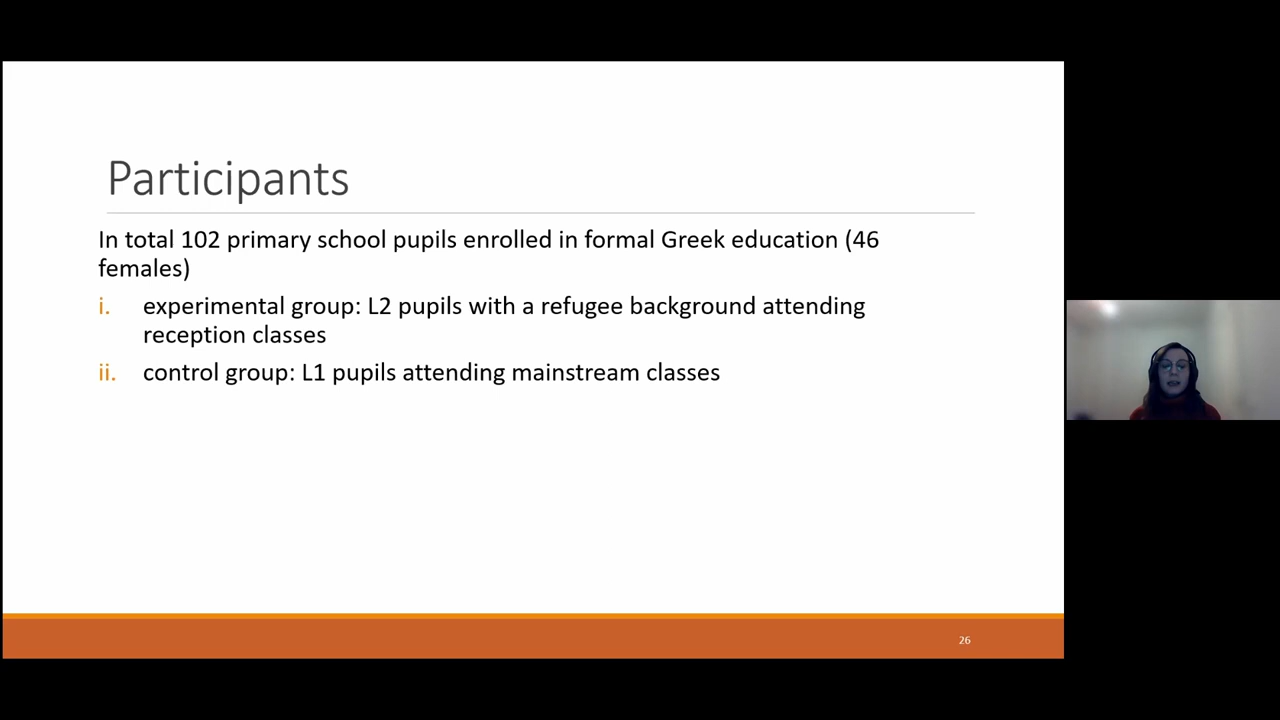 Participants
In total 102 primary school pupils enrolled in formal Greek education (46
females)
i. experimental group: L2 pupils with a refugee background attending
reception classes
ii. control group: L1 pupils attending mainstream classes
26